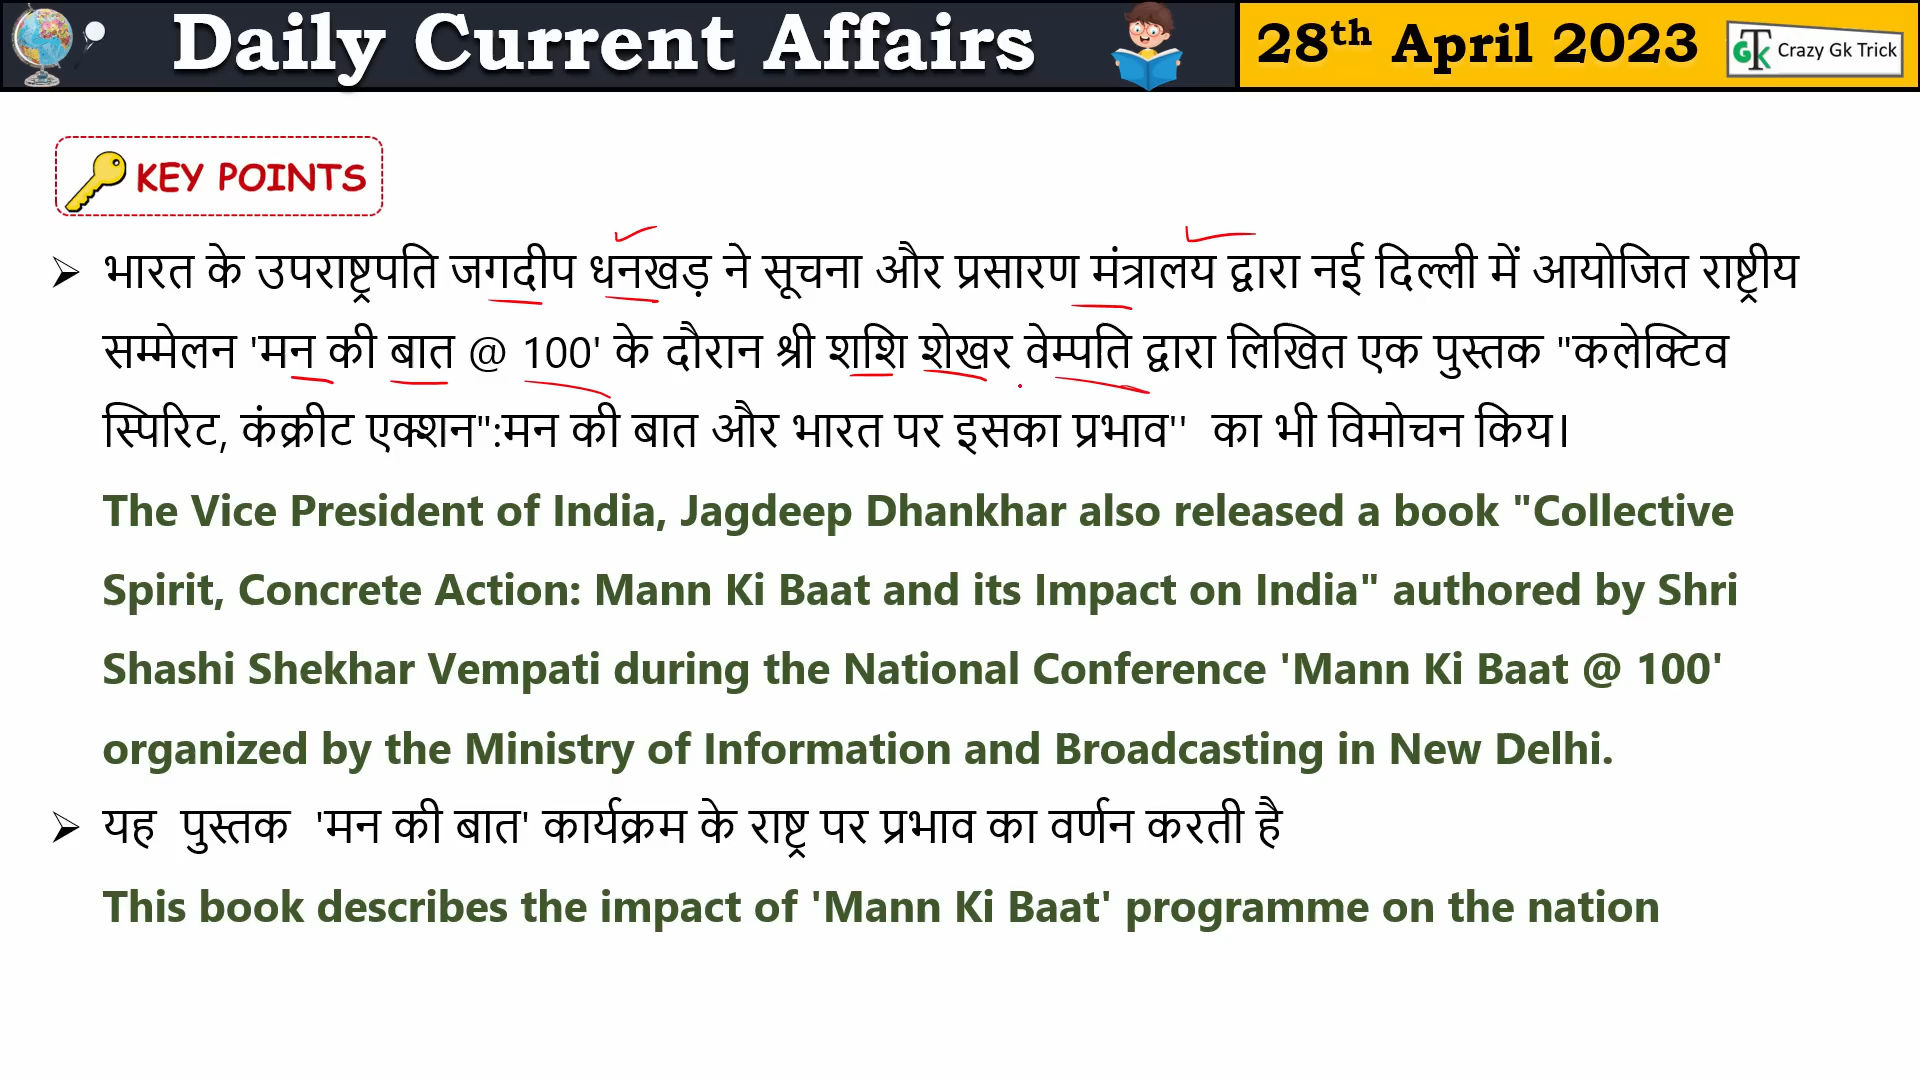 Daily Current Affairs
28th April 2023
GTK Crazy Gk Trick
KEY POINTS
भारत के उपराष्ट्रपति जगदीप धनखड़ ने सूचना और प्रसारण मंत्रालय द्वारा नई दिल्ली में आयोजित राष्ट्रीय
सम्मेलन 'मन की बात @ 100' के दौरान श्री शशि शेखर वेम्पति द्वारा लिखित एक पुस्तक "कलेक्टिव
स्पिरिट, कंक्रीट एक्शन":मन की बात और भारत पर इसका प्रभाव'' का भी विमोचन किय।
The Vice President of India, Jagdeep Dhankhar also released a book "Collective
Spirit, Concrete Action: Mann Ki Baat and its Impact on India" authored by Shri
Shashi Shekhar Vempati during the National Conference 'Mann Ki Baat @ 100'
organized by the Ministry of Information and Broadcasting in New Delhi.
यह पुस्तक 'मन की बात' कार्यक्रम के राष्ट्र पर प्रभाव का वर्णन करती है
This book describes the impact of 'Mann Ki Baat' programme on the nation